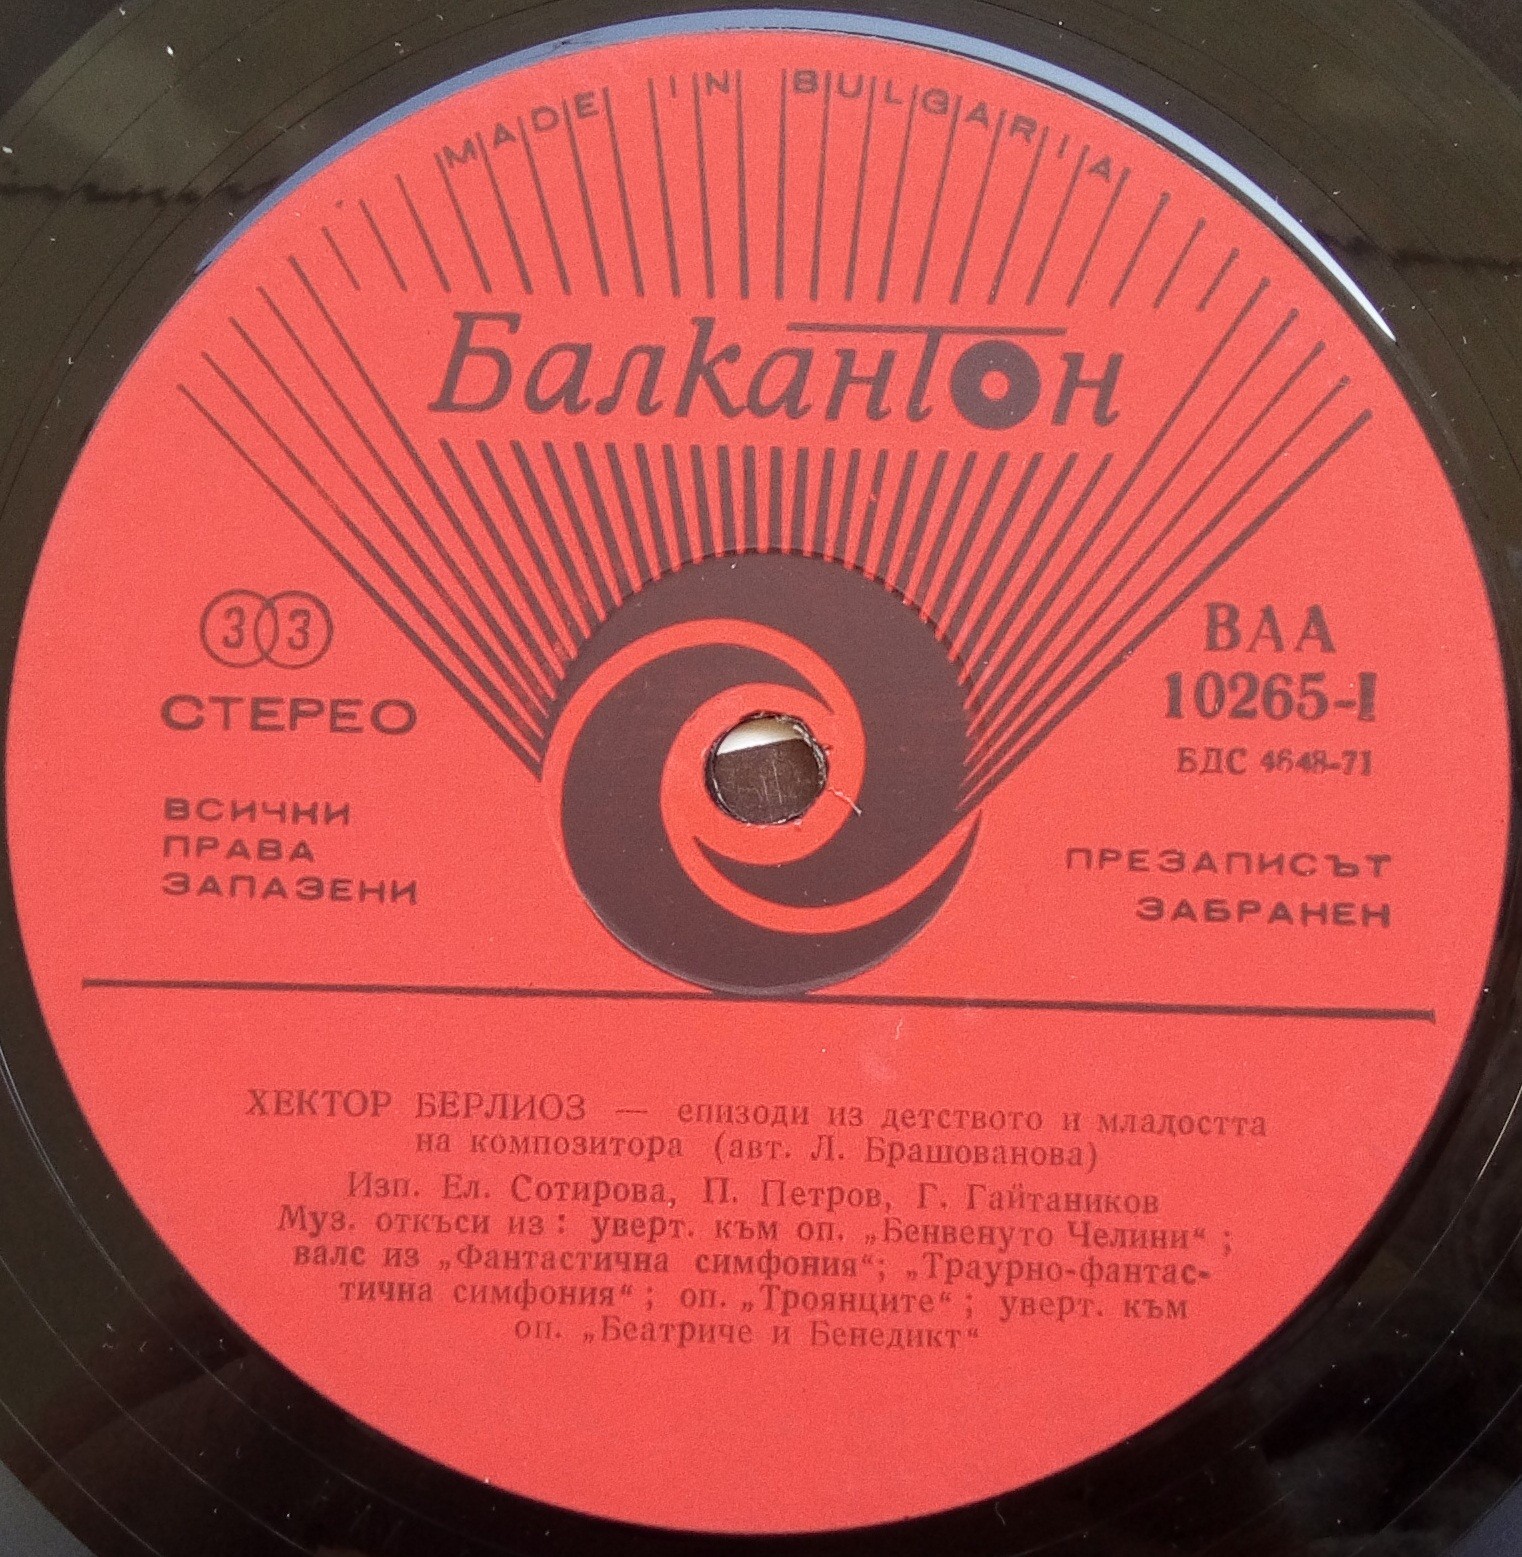 MADE IN BULGARIA
Балкантон
33
СТЕРЕО
ВСИЧКИ
ПРАВА
ЗАПАЗЕНИ
ВАА
10265-I
БДС 4648-71
ПРЕЗАПИСЪТ
ЗАБРАНЕН
ХЕКТОР БЕРЛИОЗ — епизоди из детството и младостта
на композитора (авт. Л. Брашованова)
Изп. Ел. Сотирова, П. Петров, Г. Гайтаников
Муз. откъси из: уверт. към оп. „Бенвенуто Челини“ ;
валс из „Фантастична симфония“; „Траурно-фантас-
тична симфония“ ; оп. „Троянците“ ; уверт. към
оп. „Беатриче и Бенедикт“